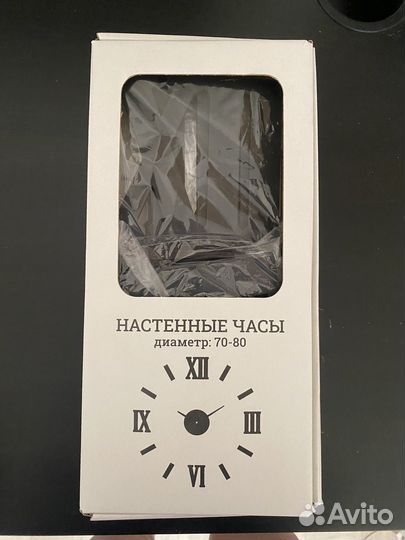 НАСТЕННЫЕ ЧАСЫ
диаметр: 70-80
XII
IX III
VI
Avito